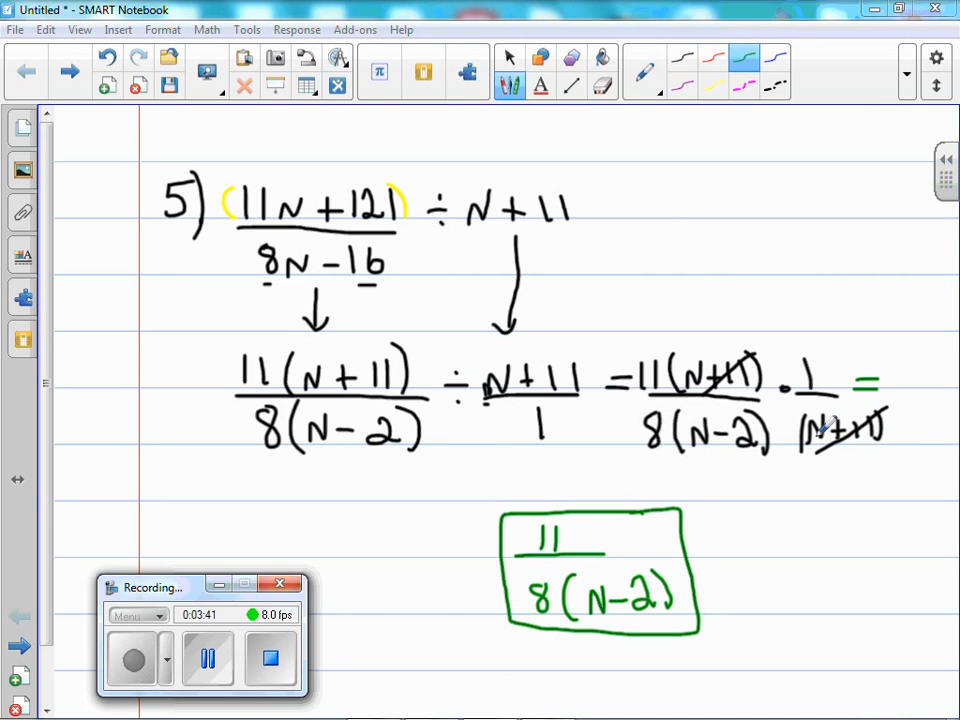 Untitled * - SMART Notebook
File Edit View Insert Format Math Tools Response Add-ons Help
π
A
5) (11N + 121) ÷ N + 11
8N - 16
11(N + 11) ÷ N + 11 = 11(N+11) • 1 =
8(N - 2) 1 8(N-2) (N+11)
11
8(N-2)
Recording...
Menu 0:03:41 8.0 fps